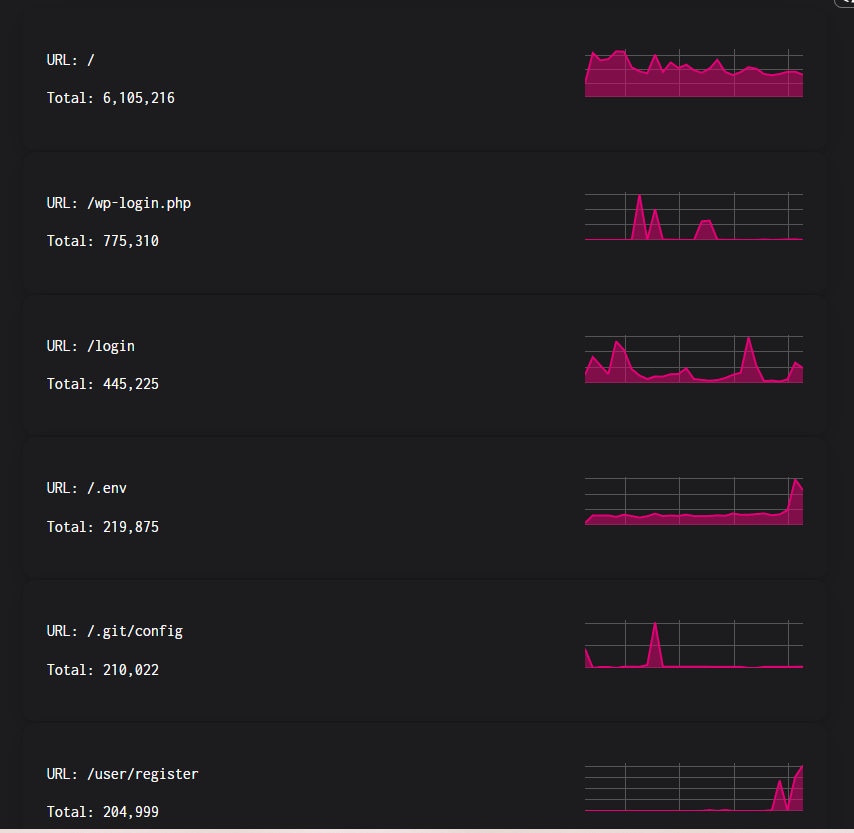 URL: /
Total: 6,105,216
URL: /wp-login.php
Total: 775,310
URL: /login
Total: 445,225
URL: /.env
Total: 219,875
URL: /.git/config
Total: 210,022
URL: /user/register
Total: 204,999